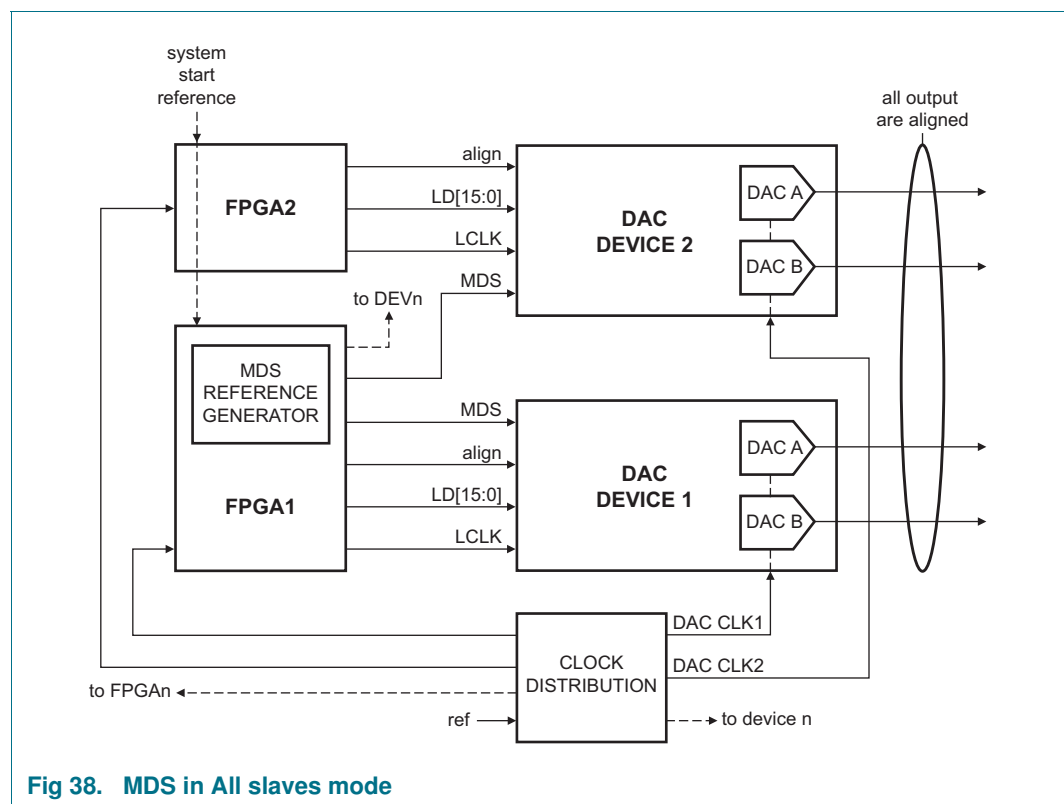 system
start
reference
all output
are aligned
FPGA2
align
LD[15:0]
LCLK
MDS
DAC
DEVICE 2
DAC A
DAC B
to DEVn
MDS
REFERENCE
GENERATOR
FPGA1
MDS
align
LD[15:0]
LCLK
DAC
DEVICE 1
DAC A
DAC B
CLOCK
DISTRIBUTION
DAC CLK1
DAC CLK2
to FPGAn
ref
to device n
Fig 38. MDS in All slaves mode